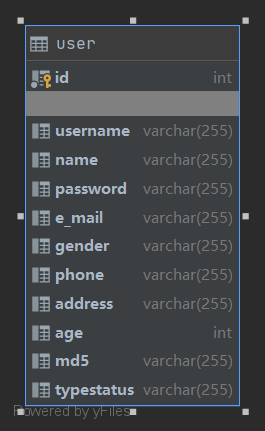 user
id int
username varchar(255)
name varchar(255)
password varchar(255)
e_mail varchar(255)
gender varchar(255)
phone varchar(255)
address varchar(255)
age int
md5 varchar(255)
typestatus varchar(255)
Powered by yFiles